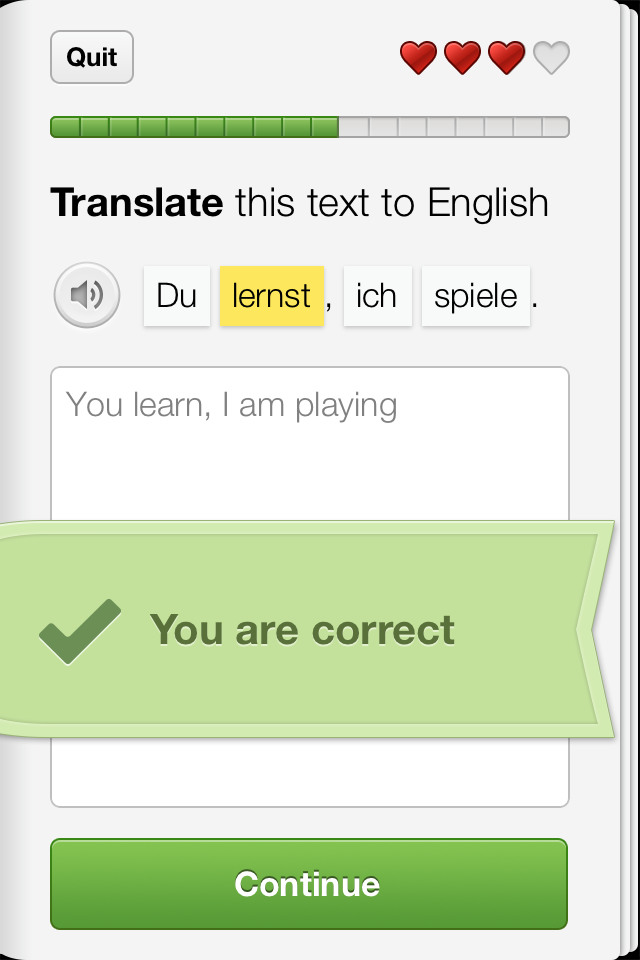 Quit
Translate this text to English
Du lernst, ich spiele.
You learn, I am playing
You are correct
Continue